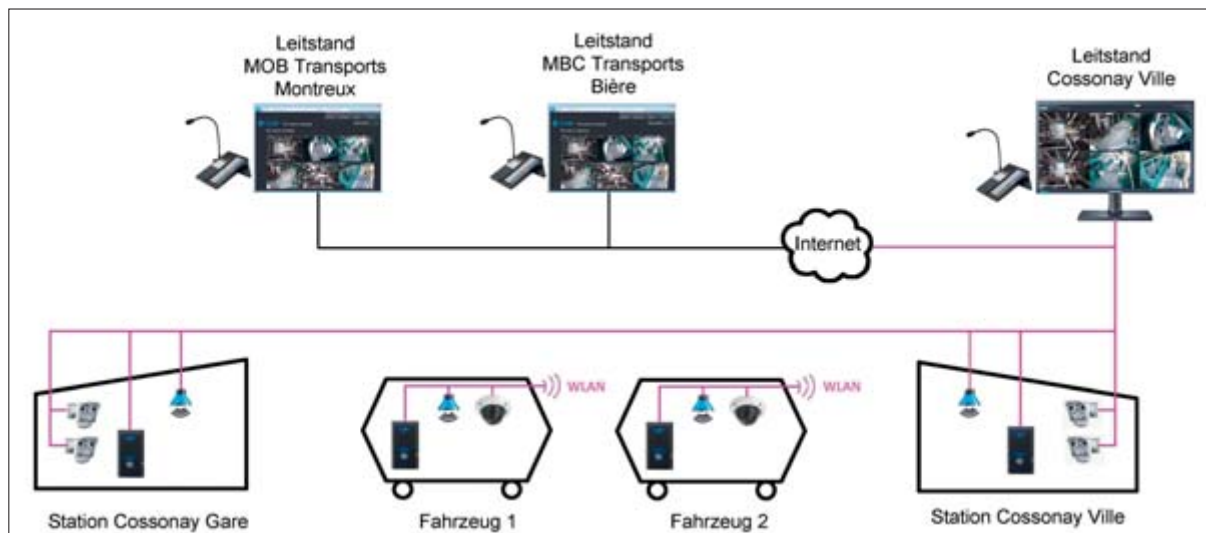 Leitstand
MOB Transports
Montreux
Leitstand
MBC Transports
Bière
Leitstand
Cossonay Ville
Internet
WLAN
WLAN
Station Cossonay Gare
Fahrzeug 1
Fahrzeug 2
Station Cossonay Ville